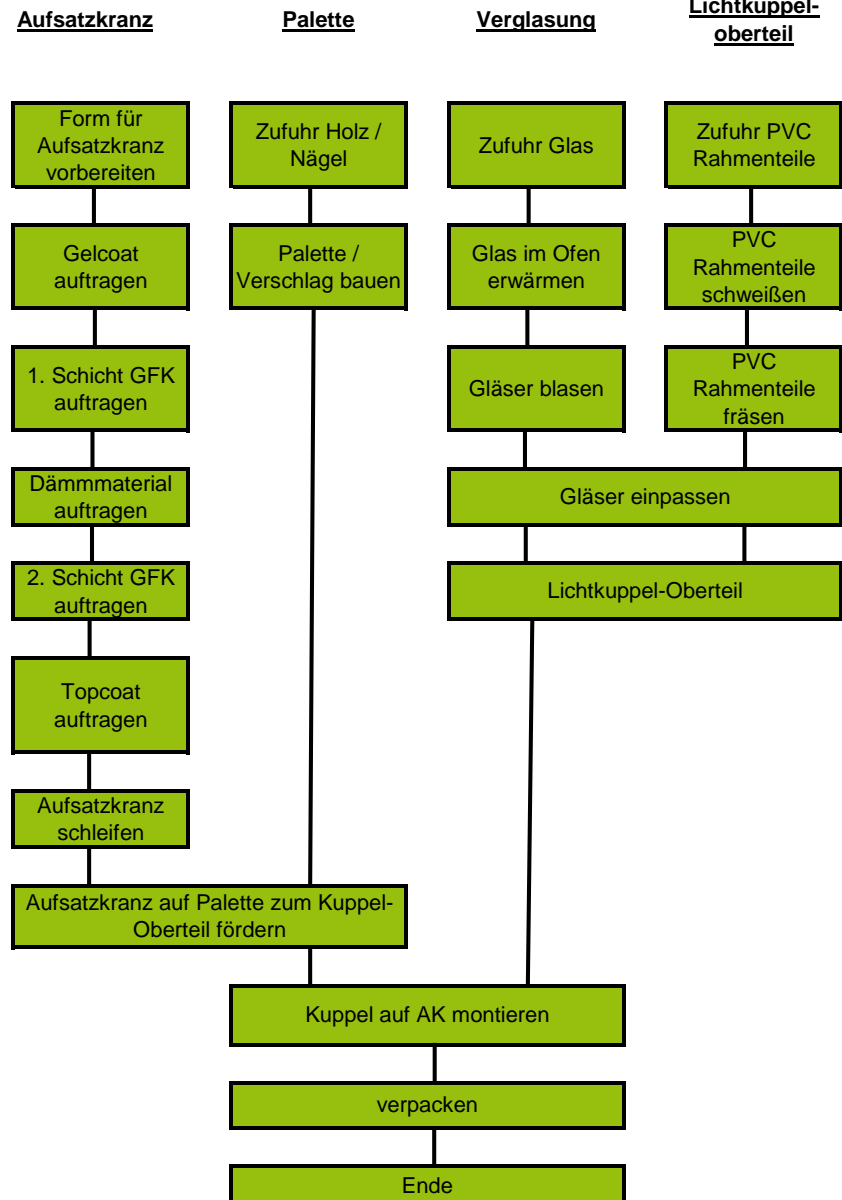 Aufsatzkranz
Palette
Verglasung
Lichtkuppel-
oberteil
Form für
Aufsatzkranz
vorbereiten
Zufuhr Holz /
Nägel
Zufuhr Glas
Zufuhr PVC
Rahmenteile
Gelcoat
auftragen
Palette /
Verschlag bauen
Glas im Ofen
erwärmen
PVC
Rahmenteile
schweißen
1. Schicht GFK
auftragen
Gläser blasen
PVC
Rahmenteile
fräsen
Dämmmaterial
auftragen
Gläser einpassen
2. Schicht GFK
auftragen
Lichtkuppel-Oberteil
Topcoat
auftragen
Aufsatzkranz
schleifen
Aufsatzkranz auf Palette zum Kuppel-
Oberteil fördern
Kuppel auf AK montieren
verpacken
Ende